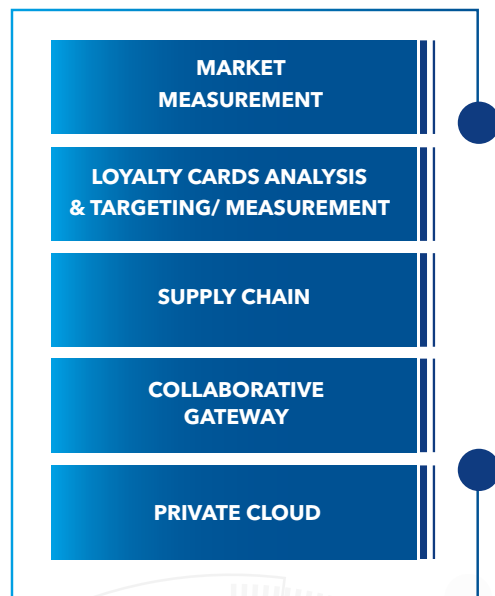 MARKET
MEASUREMENT
LOYALTY CARDS ANALYSIS
& TARGETING/ MEASUREMENT
SUPPLY CHAIN
COLLABORATIVE
GATEWAY
PRIVATE CLOUD